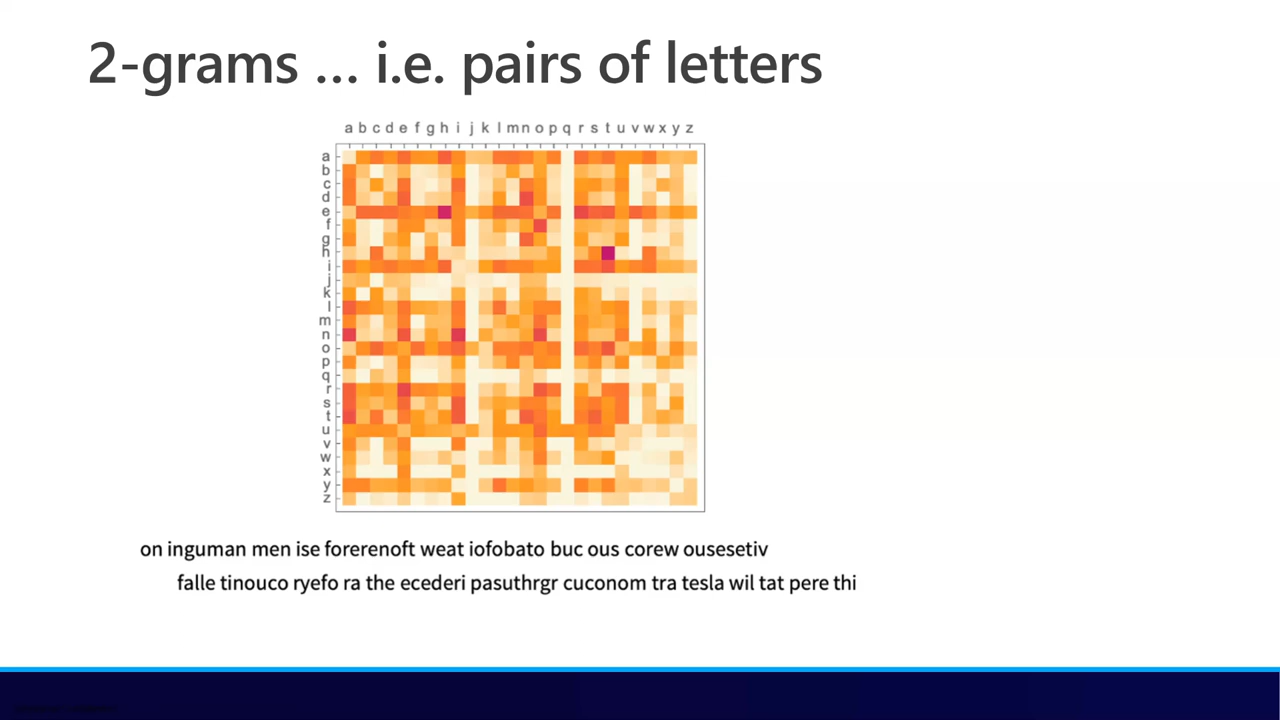 2-grams ... i.e. pairs of letters
a b c d e f g h i j k l m n o p q r s t u v w x y z
a
b
c
d
e
f
g
h
i
j
k
l
m
n
o
p
q
r
s
t
u
v
w
x
y
z
on inguman men ise forerenoft weat iofobato buc ous corew ousesetiv
falle tinouco ryefo ra the ecederi pasuthrgr cuconom tra tesla wil tat pere thi